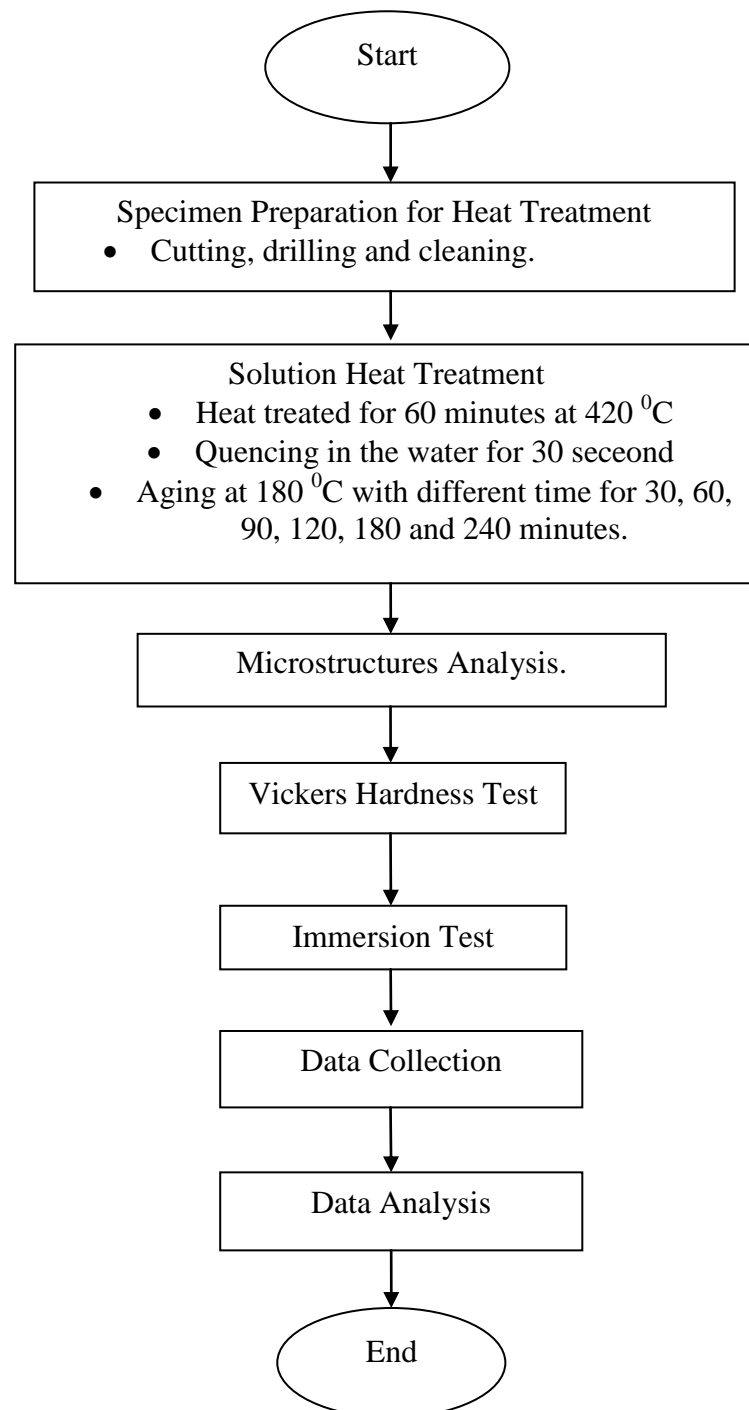 Start
Specimen Preparation for Heat Treatment
• Cutting, drilling and cleaning.
Solution Heat Treatment
• Heat treated for 60 minutes at 420 ⁰C
• Quencing in the water for 30 seceond
• Aging at 180 ⁰C with different time for 30, 60,
90, 120, 180 and 240 minutes.
Microstructures Analysis.
Vickers Hardness Test
Immersion Test
Data Collection
Data Analysis
End